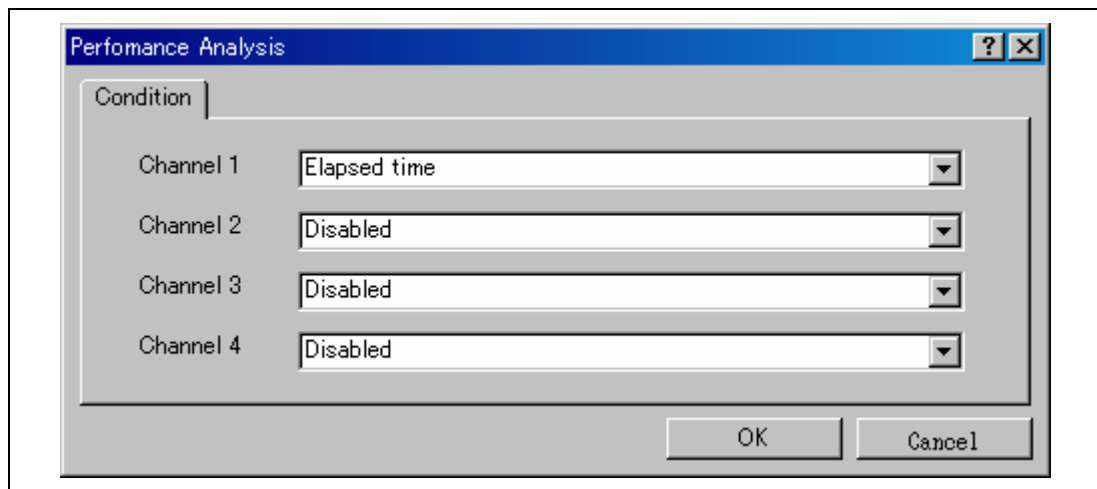 Perfomance Analysis
Condition
Channel 1 Elapsed time
Channel 2 Disabled
Channel 3 Disabled
Channel 4 Disabled
OK Cancel